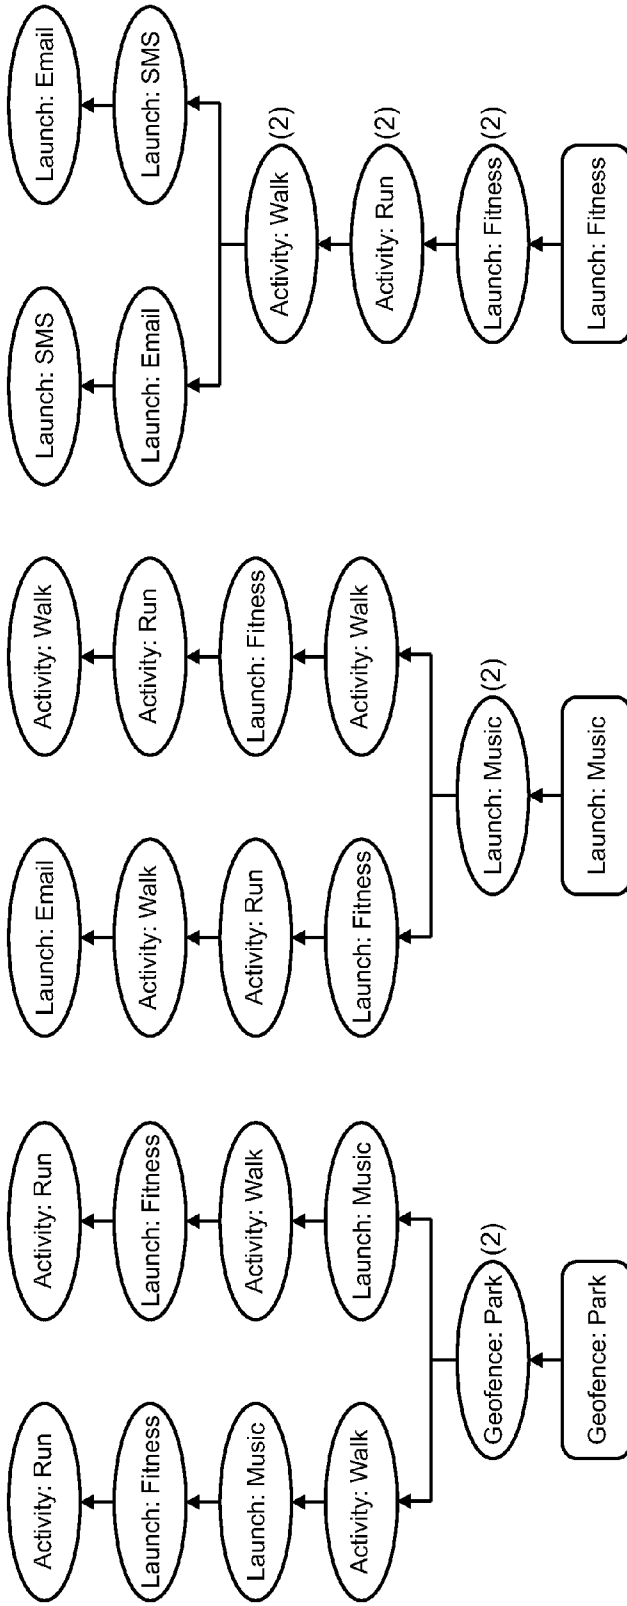 Activity: Run
Activity: Run
Launch: Email
Activity: Walk
Launch: SMS
Launch: Email
Launch: Fitness
Launch: Fitness
Activity: Walk
Activity: Run
Launch: Email
Launch: SMS
Launch: Music
Activity: Walk
Activity: Run
Launch: Fitness
Activity: Walk (2)
Activity: Walk
Launch: Music
Launch: Fitness
Activity: Walk
Activity: Run (2)
Geofence: Park (2)
Launch: Music (2)
Launch: Fitness (2)
Geofence: Park
Launch: Music
Launch: Fitness